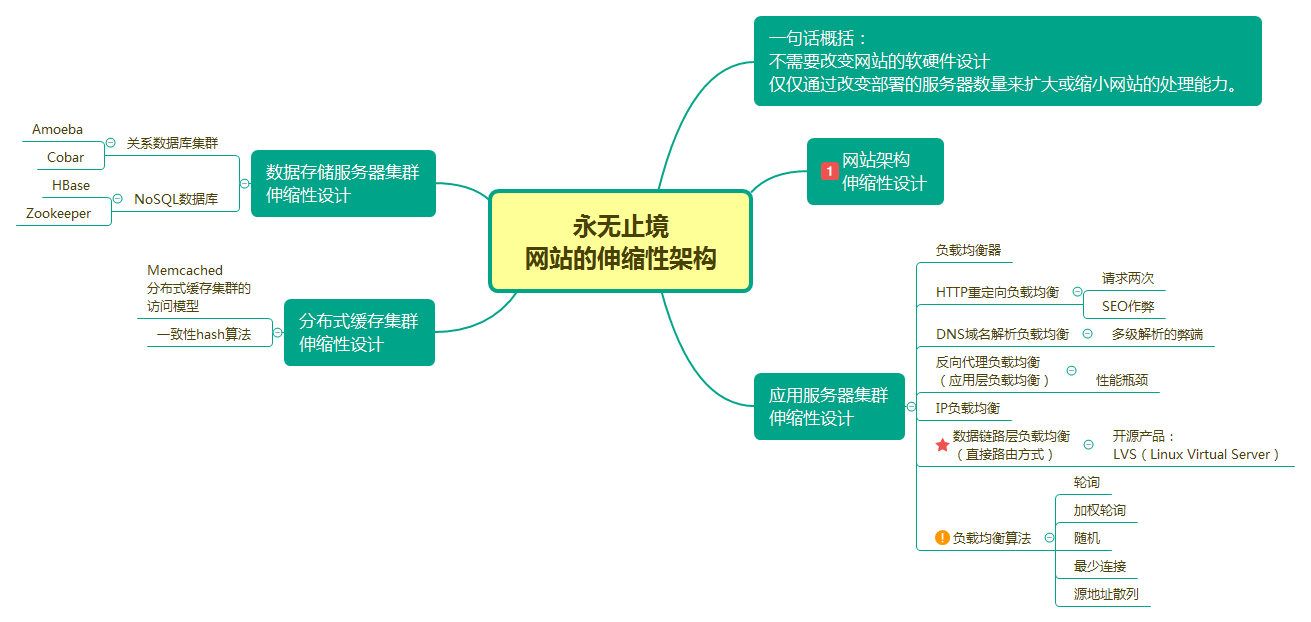 永无止境
网站的伸缩性架构
一句话概括：
不需要改变网站的软硬件设计
仅仅通过改变部署的服务器数量来扩大或缩小网站的处理能力。
1
网站架构
伸缩性设计
应用服务器集群
伸缩性设计
负载均衡器
HTTP重定向负载均衡
请求两次
SEO作弊
DNS域名解析负载均衡
多级解析的弊端
反向代理负载均衡
（应用层负载均衡）
性能瓶颈
IP负载均衡
数据链路层负载均衡
（直接路由方式）
开源产品：
LVS（Linux Virtual Server）
负载均衡算法
轮询
加权轮询
随机
最少连接
源地址散列
数据存储服务器集群
伸缩性设计
关系数据库集群
Amoeba
Cobar
NoSQL数据库
HBase
Zookeeper
分布式缓存集群
伸缩性设计
Memcached
分布式缓存集群的
访问模型
一致性hash算法